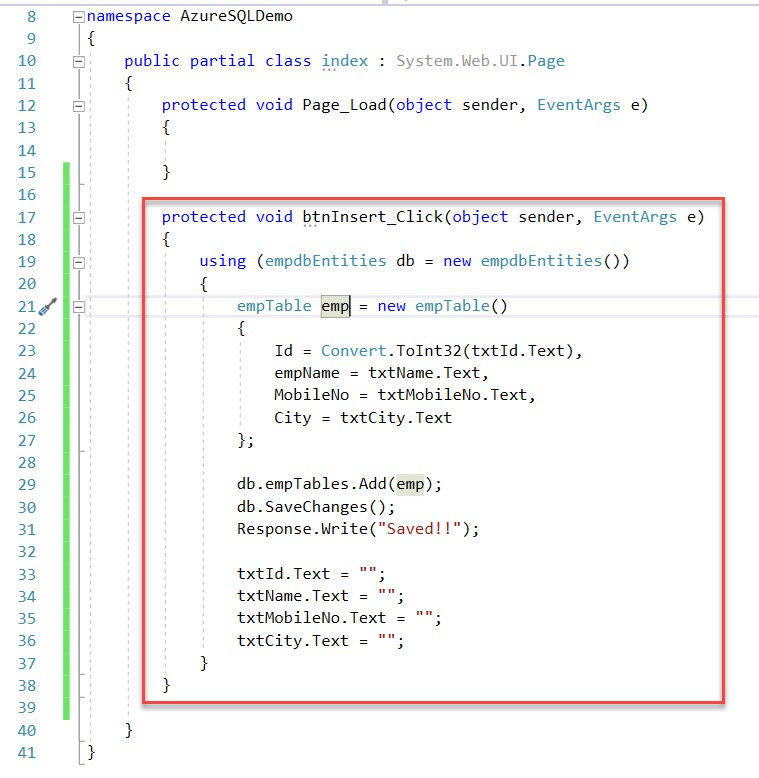 8 namespace AzureSQLDemo
9 {
10 public partial class index : System.Web.UI.Page
11 {
12 protected void Page_Load(object sender, EventArgs e)
13 {
14
15 }
16
17 protected void btnInsert_Click(object sender, EventArgs e)
18 {
19 using (empdbEntities db = new empdbEntities())
20 {
21 empTable emp = new empTable()
22 {
23 Id = Convert.ToInt32(txtId.Text),
24 empName = txtName.Text,
25 MobileNo = txtMobileNo.Text,
26 City = txtCity.Text
27 };
28
29 db.empTables.Add(emp);
30 db.SaveChanges();
31 Response.Write("Saved!!");
32
33 txtId.Text = "";
34 txtName.Text = "";
35 txtMobileNo.Text = "";
36 txtCity.Text = "";
37 }
38 }
39
40 }
41 }